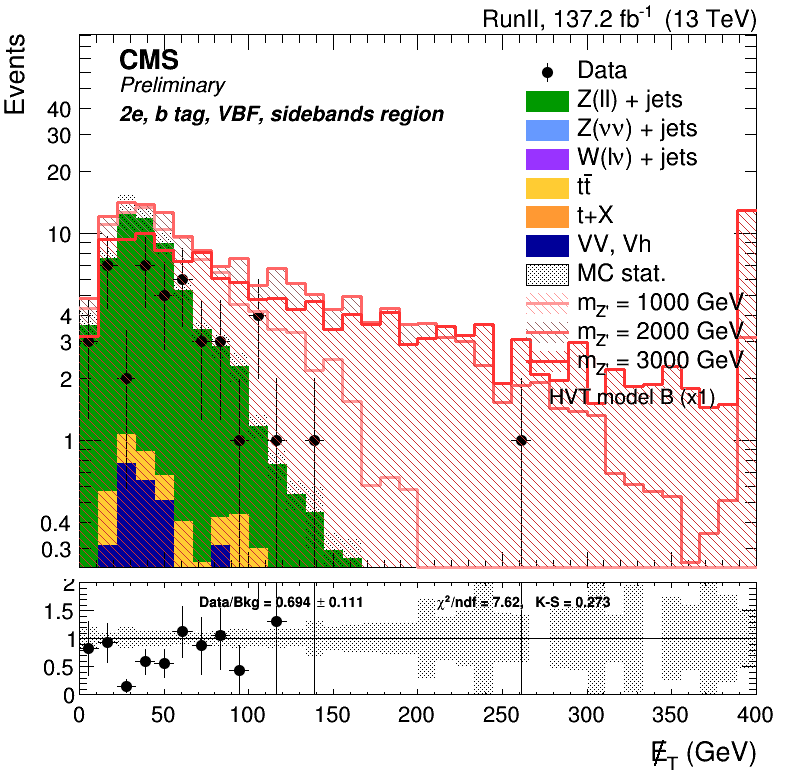 RunII, 137.2 fb⁻¹ (13 TeV)
Events
CMS
Preliminary
2e, b tag, VBF, sidebands region
Data
Z(ll) + jets
Z(νν) + jets
W(lν) + jets
tt̄
t+X
VV, Vh
MC stat.
m_Z' = 1000 GeV
m_Z' = 2000 GeV
m_Z' = 3000 GeV
HVT model B (x1)
40
30
20
10
4
3
2
1
0.4
0.3
Data/Bkg = 0.694 ± 0.111 χ²/ndf = 7.62, K-S = 0.273
2
1.5
1
0.5
0
0 50 100 150 200 250 300 350 400
E̸_T (GeV)